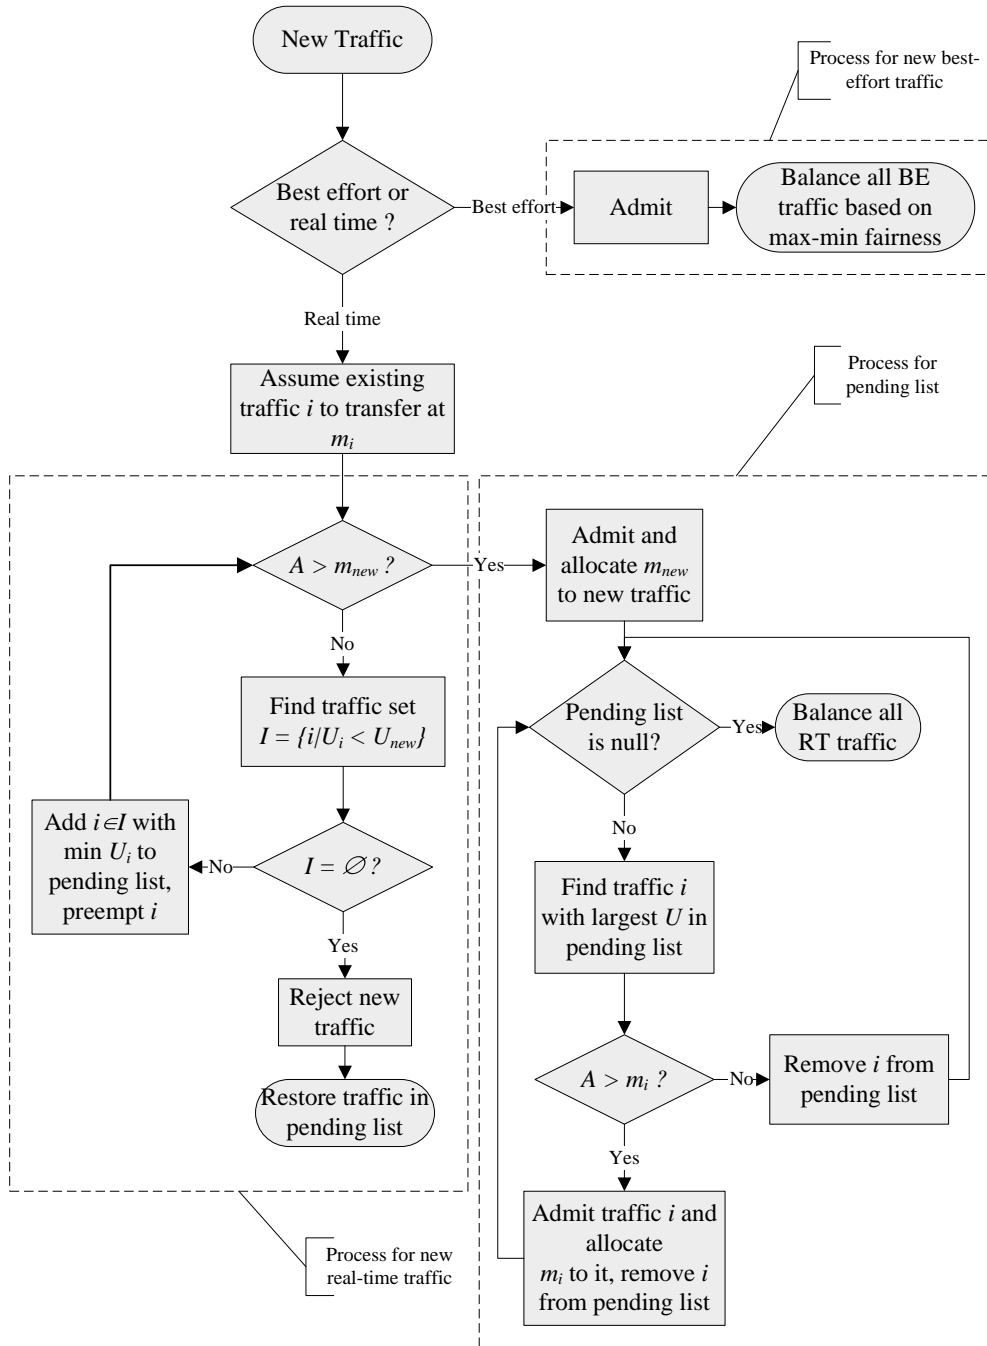 New Traffic
Process for new best-
effort traffic
Best effort or
real time ?
Best effort
Admit
Balance all BE
traffic based on
max-min fairness
Real time
Assume existing
traffic i to transfer at
mᵢ
Process for
pending list
A > m_new ?
Yes
Admit and
allocate m_new
to new traffic
No
Find traffic set
I = {i|Uᵢ < U_new}
Pending list
is null?
Yes
Balance all
RT traffic
Add i∈I with
min Uᵢ to
pending list,
preempt i
No
I = ∅ ?
No
Find traffic i
with largest U in
pending list
Yes
Reject new
traffic
A > mᵢ ?
No
Remove i from
pending list
Restore traffic in
pending list
Yes
Admit traffic i and
allocate
mᵢ to it, remove i
from pending list
Process for new
real-time traffic